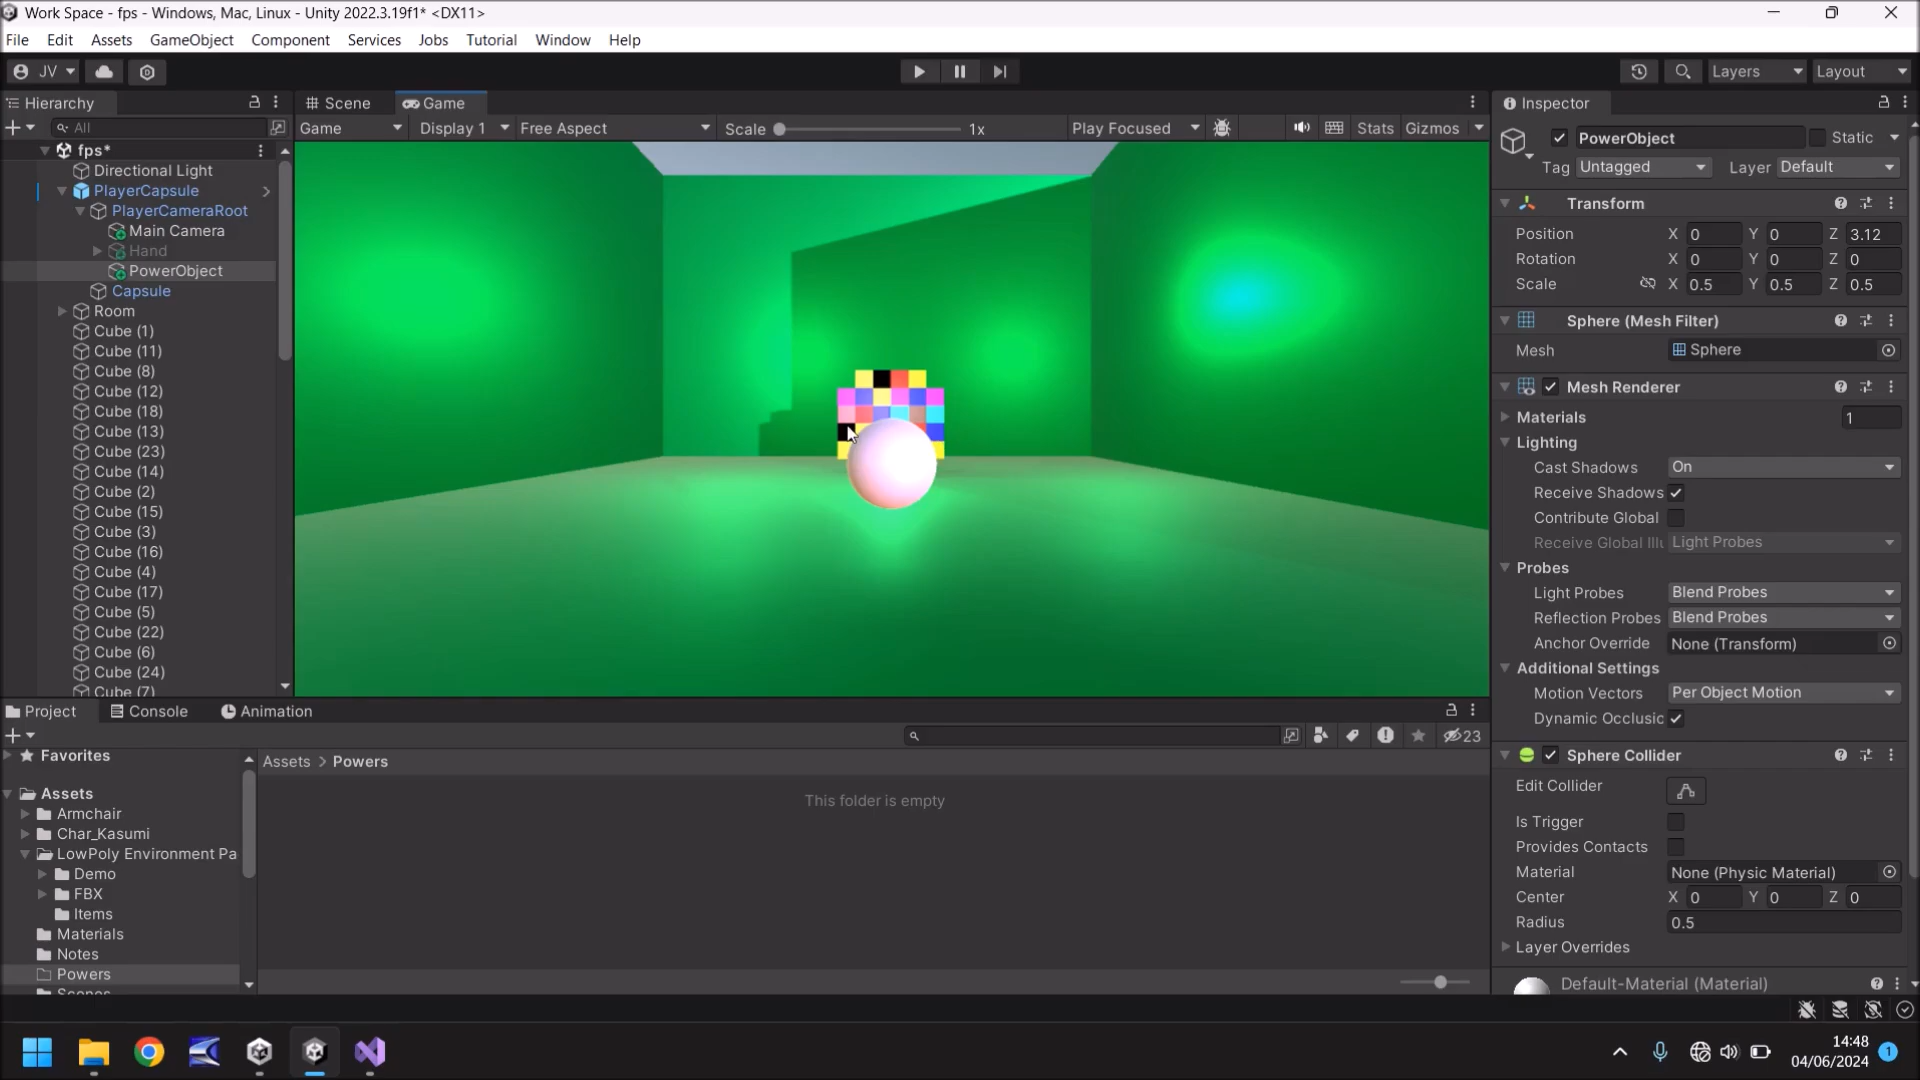 Work Space - fps - Windows, Mac, Linux - Unity 2022.3.19f1* <DX11>
File Edit Assets GameObject Component Services Jobs Tutorial Window Help
JV Layers Layout
Hierarchy
All
fps*
Directional Light
PlayerCapsule
PlayerCameraRoot
Main Camera
Hand
PowerObject
Capsule
Room
Cube (1)
Cube (11)
Cube (8)
Cube (12)
Cube (18)
Cube (13)
Cube (23)
Cube (14)
Cube (2)
Cube (15)
Cube (3)
Cube (16)
Cube (4)
Cube (17)
Cube (5)
Cube (22)
Cube (6)
Cube (24)
Cube (7)
Scene Game
Game Display 1 Free Aspect Scale 1x Play Focused Stats Gizmos
Inspector
PowerObject Static
Tag Untagged Layer Default
Transform
Position X 0 Y 0 Z 3.12
Rotation X 0 Y 0 Z 0
Scale X 0.5 Y 0.5 Z 0.5
Sphere (Mesh Filter)
Mesh Sphere
Mesh Renderer
Materials 1
Lighting
Cast Shadows On
Receive Shadows
Contribute Global
Receive Global Illu Light Probes
Probes
Light Probes Blend Probes
Reflection Probes Blend Probes
Anchor Override None (Transform)
Additional Settings
Motion Vectors Per Object Motion
Dynamic Occlusic
Sphere Collider
Edit Collider
Is Trigger
Provides Contacts
Material None (Physic Material)
Center X 0 Y 0 Z 0
Radius 0.5
Layer Overrides
Default-Material (Material)
Project Console Animation
23
Favorites
Assets
Armchair
Char_Kasumi
LowPoly Environment Pa
Demo
FBX
Items
Materials
Notes
Powers
Scenes
Assets > Powers
This folder is empty
14:48
04/06/2024
1